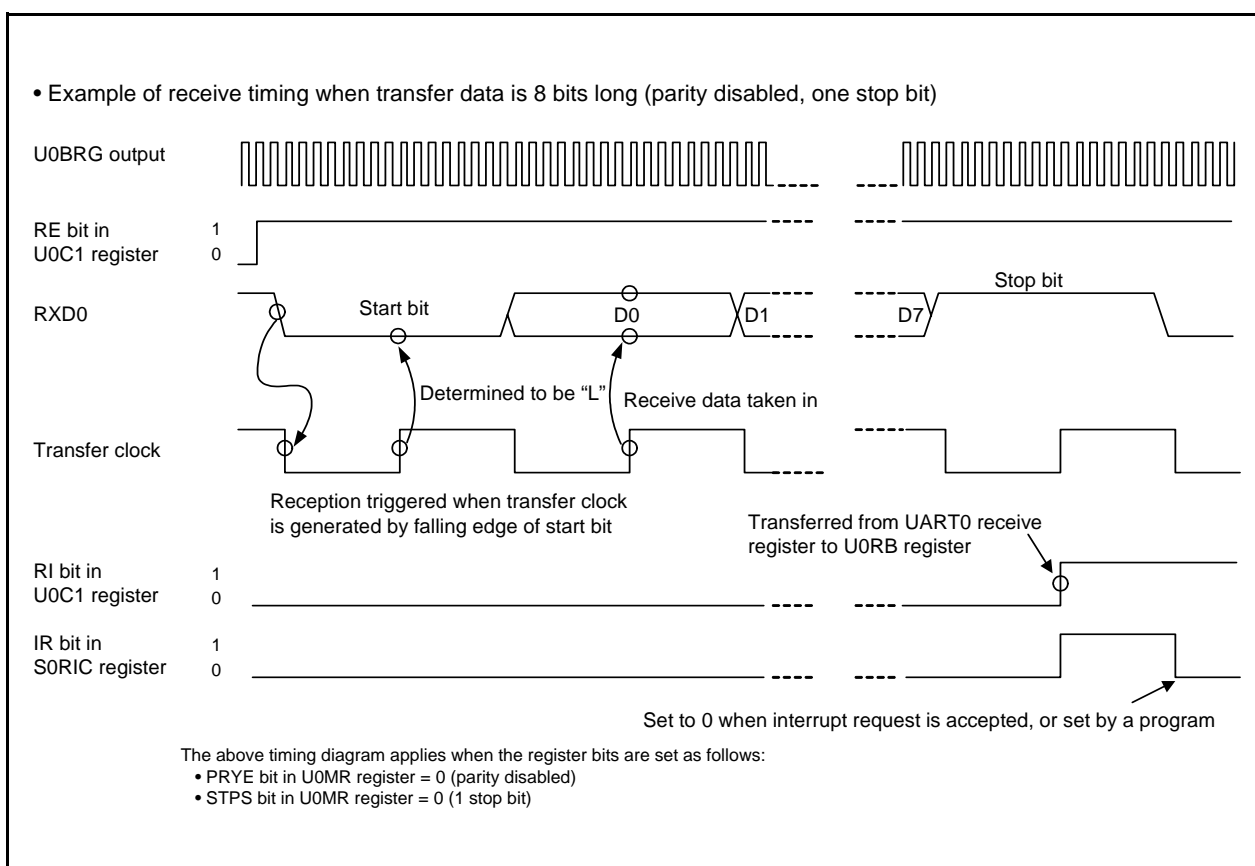 • Example of receive timing when transfer data is 8 bits long (parity disabled, one stop bit)
U0BRG output
RE bit in
U0C1 register
1
0
RXD0
Start bit
D0
D1
D7
Stop bit
Determined to be “L”
Receive data taken in
Transfer clock
Reception triggered when transfer clock
is generated by falling edge of start bit
Transferred from UART0 receive
register to U0RB register
RI bit in
U0C1 register
1
0
IR bit in
S0RIC register
1
0
Set to 0 when interrupt request is accepted, or set by a program
The above timing diagram applies when the register bits are set as follows:
• PRYE bit in U0MR register = 0 (parity disabled)
• STPS bit in U0MR register = 0 (1 stop bit)